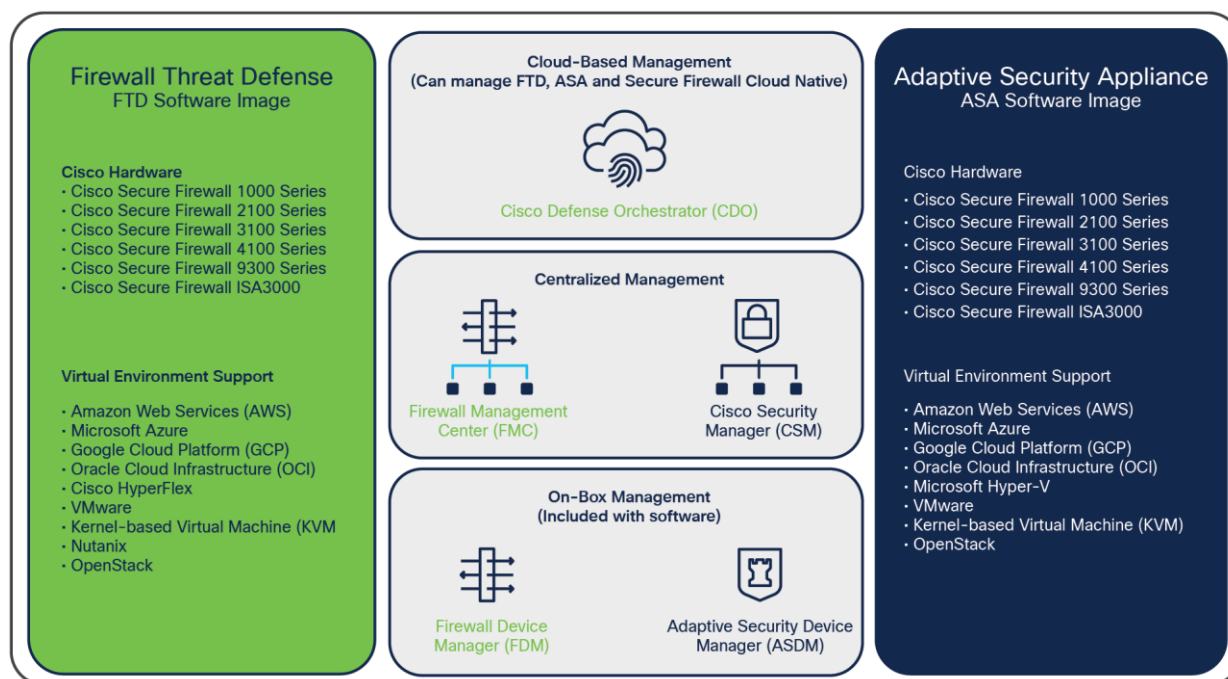 Firewall Threat Defense
FTD Software Image
Cisco Hardware
• Cisco Secure Firewall 1000 Series
• Cisco Secure Firewall 2100 Series
• Cisco Secure Firewall 3100 Series
• Cisco Secure Firewall 4100 Series
• Cisco Secure Firewall 9300 Series
• Cisco Secure Firewall ISA3000
Virtual Environment Support
• Amazon Web Services (AWS)
• Microsoft Azure
• Google Cloud Platform (GCP)
• Oracle Cloud Infrastructure (OCI)
• Cisco HyperFlex
• VMware
• Kernel-based Virtual Machine (KVM
• Nutanix
• OpenStack
Cloud-Based Management
(Can manage FTD, ASA and Secure Firewall Cloud Native)
Cisco Defense Orchestrator (CDO)
Centralized Management
Firewall Management
Center (FMC)
Cisco Security
Manager (CSM)
On-Box Management
(Included with software)
Firewall Device
Manager (FDM)
Adaptive Security Device
Manager (ASDM)
Adaptive Security Appliance
ASA Software Image
Cisco Hardware
• Cisco Secure Firewall 1000 Series
• Cisco Secure Firewall 2100 Series
• Cisco Secure Firewall 3100 Series
• Cisco Secure Firewall 4100 Series
• Cisco Secure Firewall 9300 Series
• Cisco Secure Firewall ISA3000
Virtual Environment Support
• Amazon Web Services (AWS)
• Microsoft Azure
• Google Cloud Platform (GCP)
• Oracle Cloud Infrastructure (OCI)
• Microsoft Hyper-V
• VMware
• Kernel-based Virtual Machine (KVM)
• OpenStack